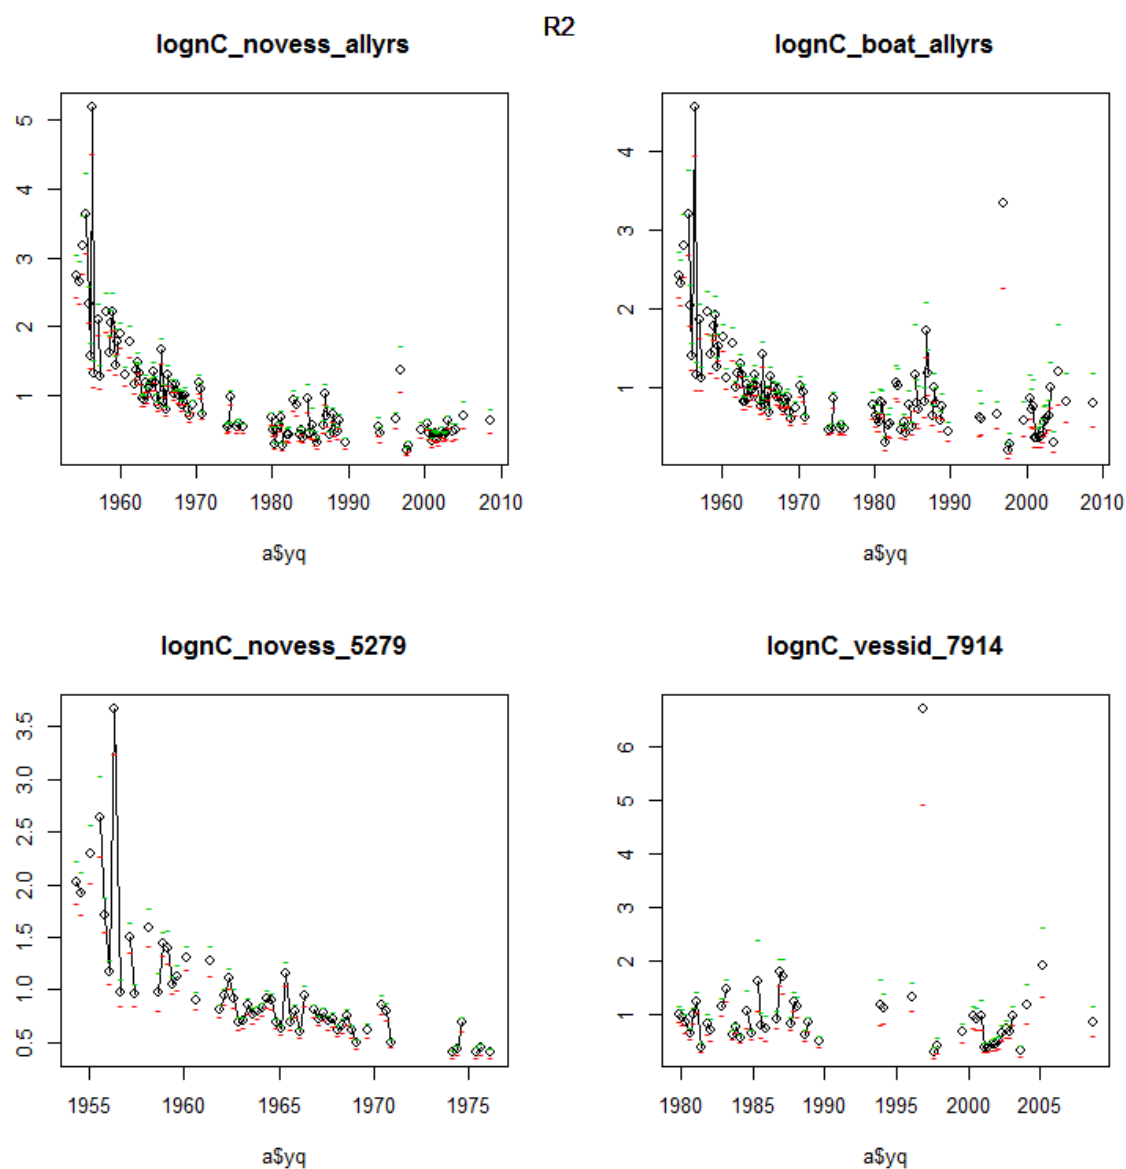 R2
lognC_novess_allyrs
5
4
3
2
1
1960 1970 1980 1990 2000 2010
a$yq
lognC_boat_allyrs
4
3
2
1
1960 1970 1980 1990 2000 2010
a$yq
lognC_novess_5279
3.5
3.0
2.5
2.0
1.5
1.0
0.5
1955 1960 1965 1970 1975
a$yq
lognC_vessid_7914
6
5
4
3
2
1
1980 1985 1990 1995 2000 2005
a$yq